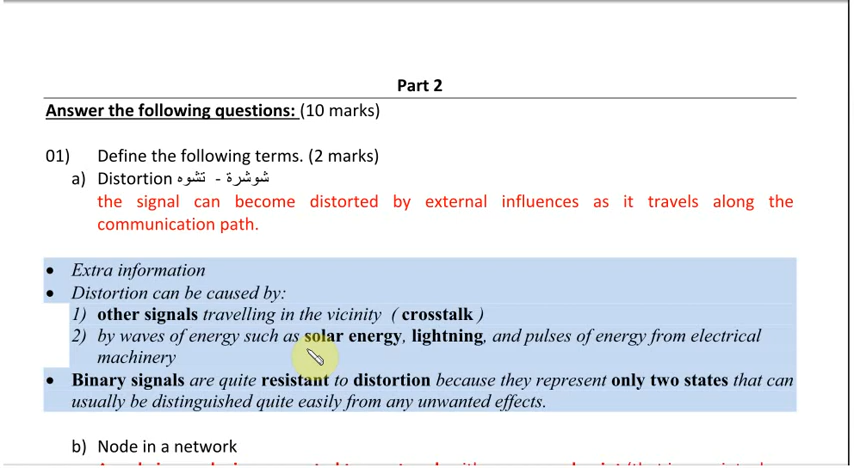 Part 2
Answer the following questions: (10 marks)
01) Define the following terms. (2 marks)
a) Distortion شوشرة - تشوه
the signal can become distorted by external influences as it travels along the
communication path.
• Extra information
• Distortion can be caused by:
1) other signals travelling in the vicinity ( crosstalk )
2) by waves of energy such as solar energy, lightning, and pulses of energy from electrical
machinery
• Binary signals are quite resistant to distortion because they represent only two states that can
usually be distinguished quite easily from any unwanted effects.
b) Node in a network